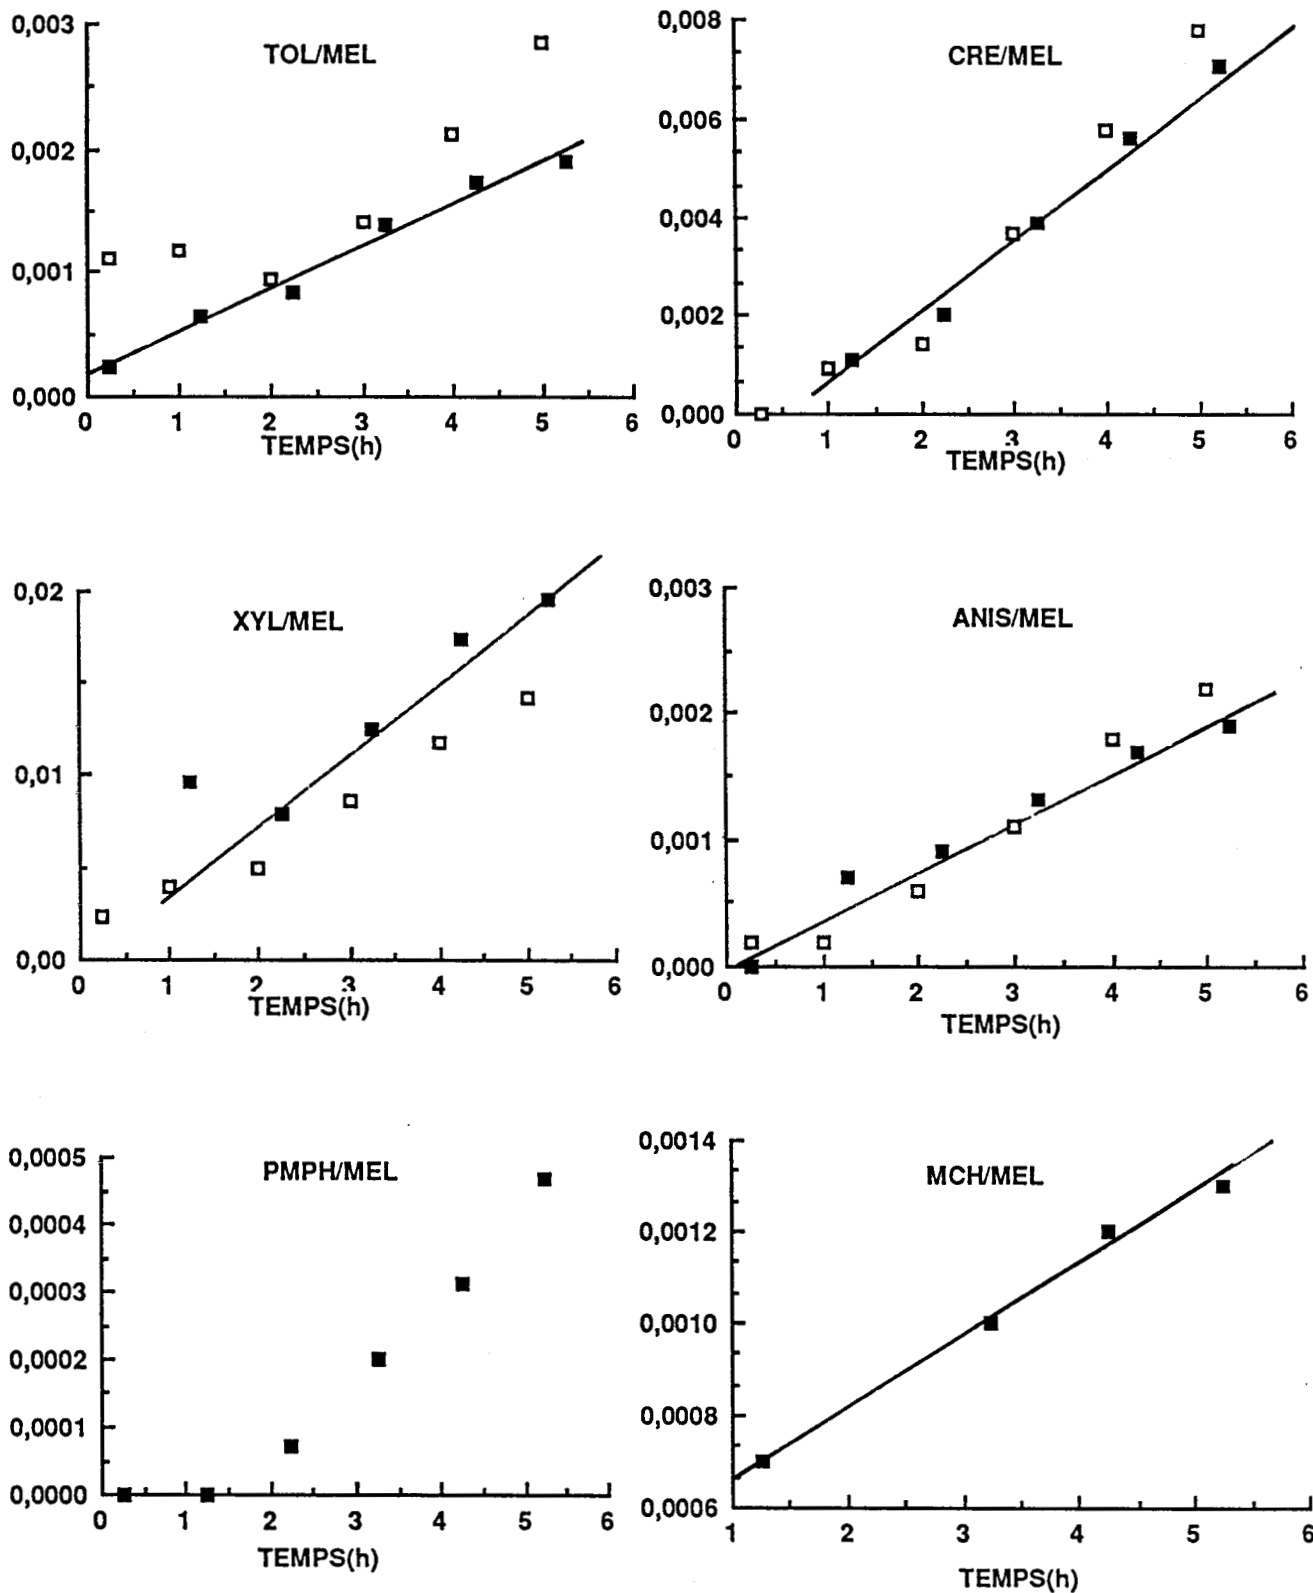 TOL/MEL
0,003
0,002
0,001
0,000
0 1 2 3 4 5 6
TEMPS(h)
CRE/MEL
0,008
0,006
0,004
0,002
0,000
0 1 2 3 4 5 6
TEMPS(h)
XYL/MEL
0,02
0,01
0,00
0 1 2 3 4 5 6
TEMPS(h)
ANIS/MEL
0,003
0,002
0,001
0,000
0 1 2 3 4 5 6
TEMPS(h)
PMPH/MEL
0,0005
0,0004
0,0003
0,0002
0,0001
0,0000
0 1 2 3 4 5 6
TEMPS(h)
MCH/MEL
0,0014
0,0012
0,0010
0,0008
0,0006
1 2 3 4 5 6
TEMPS(h)